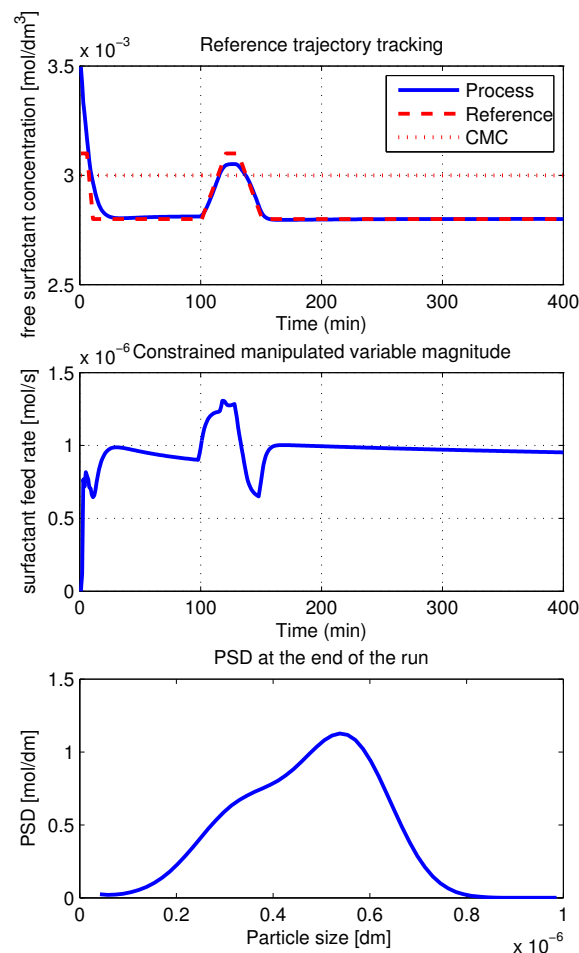 x 10⁻³
Reference trajectory tracking
free surfactant concentration [mol/dm³]
3.5
3
2.5
Process
Reference
CMC
0
100
200
300
400
Time (min)
x 10⁻⁶
Constrained manipulated variable magnitude
surfactant feed rate [mol/s]
1.5
1
0.5
0
0
100
200
300
400
Time (min)
PSD at the end of the run
PSD [mol/dm]
1.5
1
0.5
0
0
0.2
0.4
0.6
0.8
1
Particle size [dm]
x 10⁻⁶